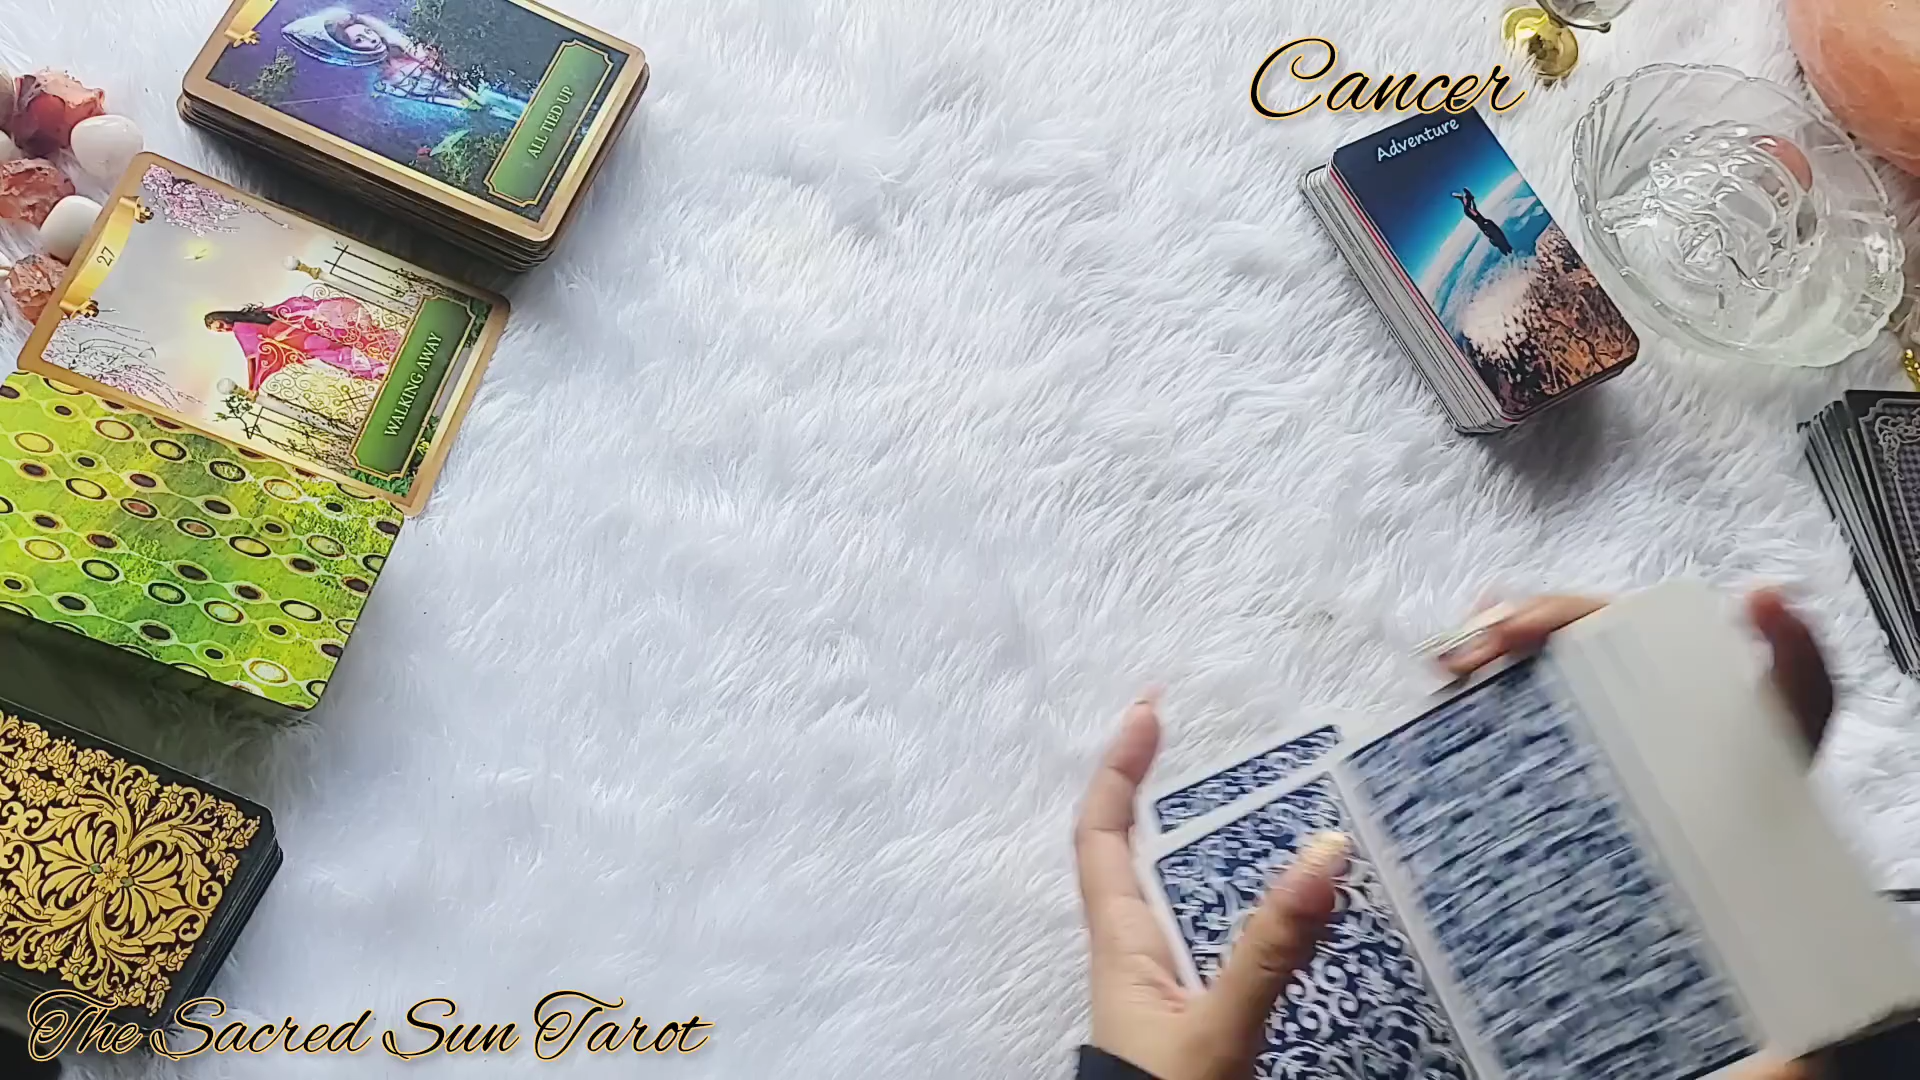 Cancer
Adventure
ALL TIED UP
27
WALKING AWAY
The Sacred Sun Tarot